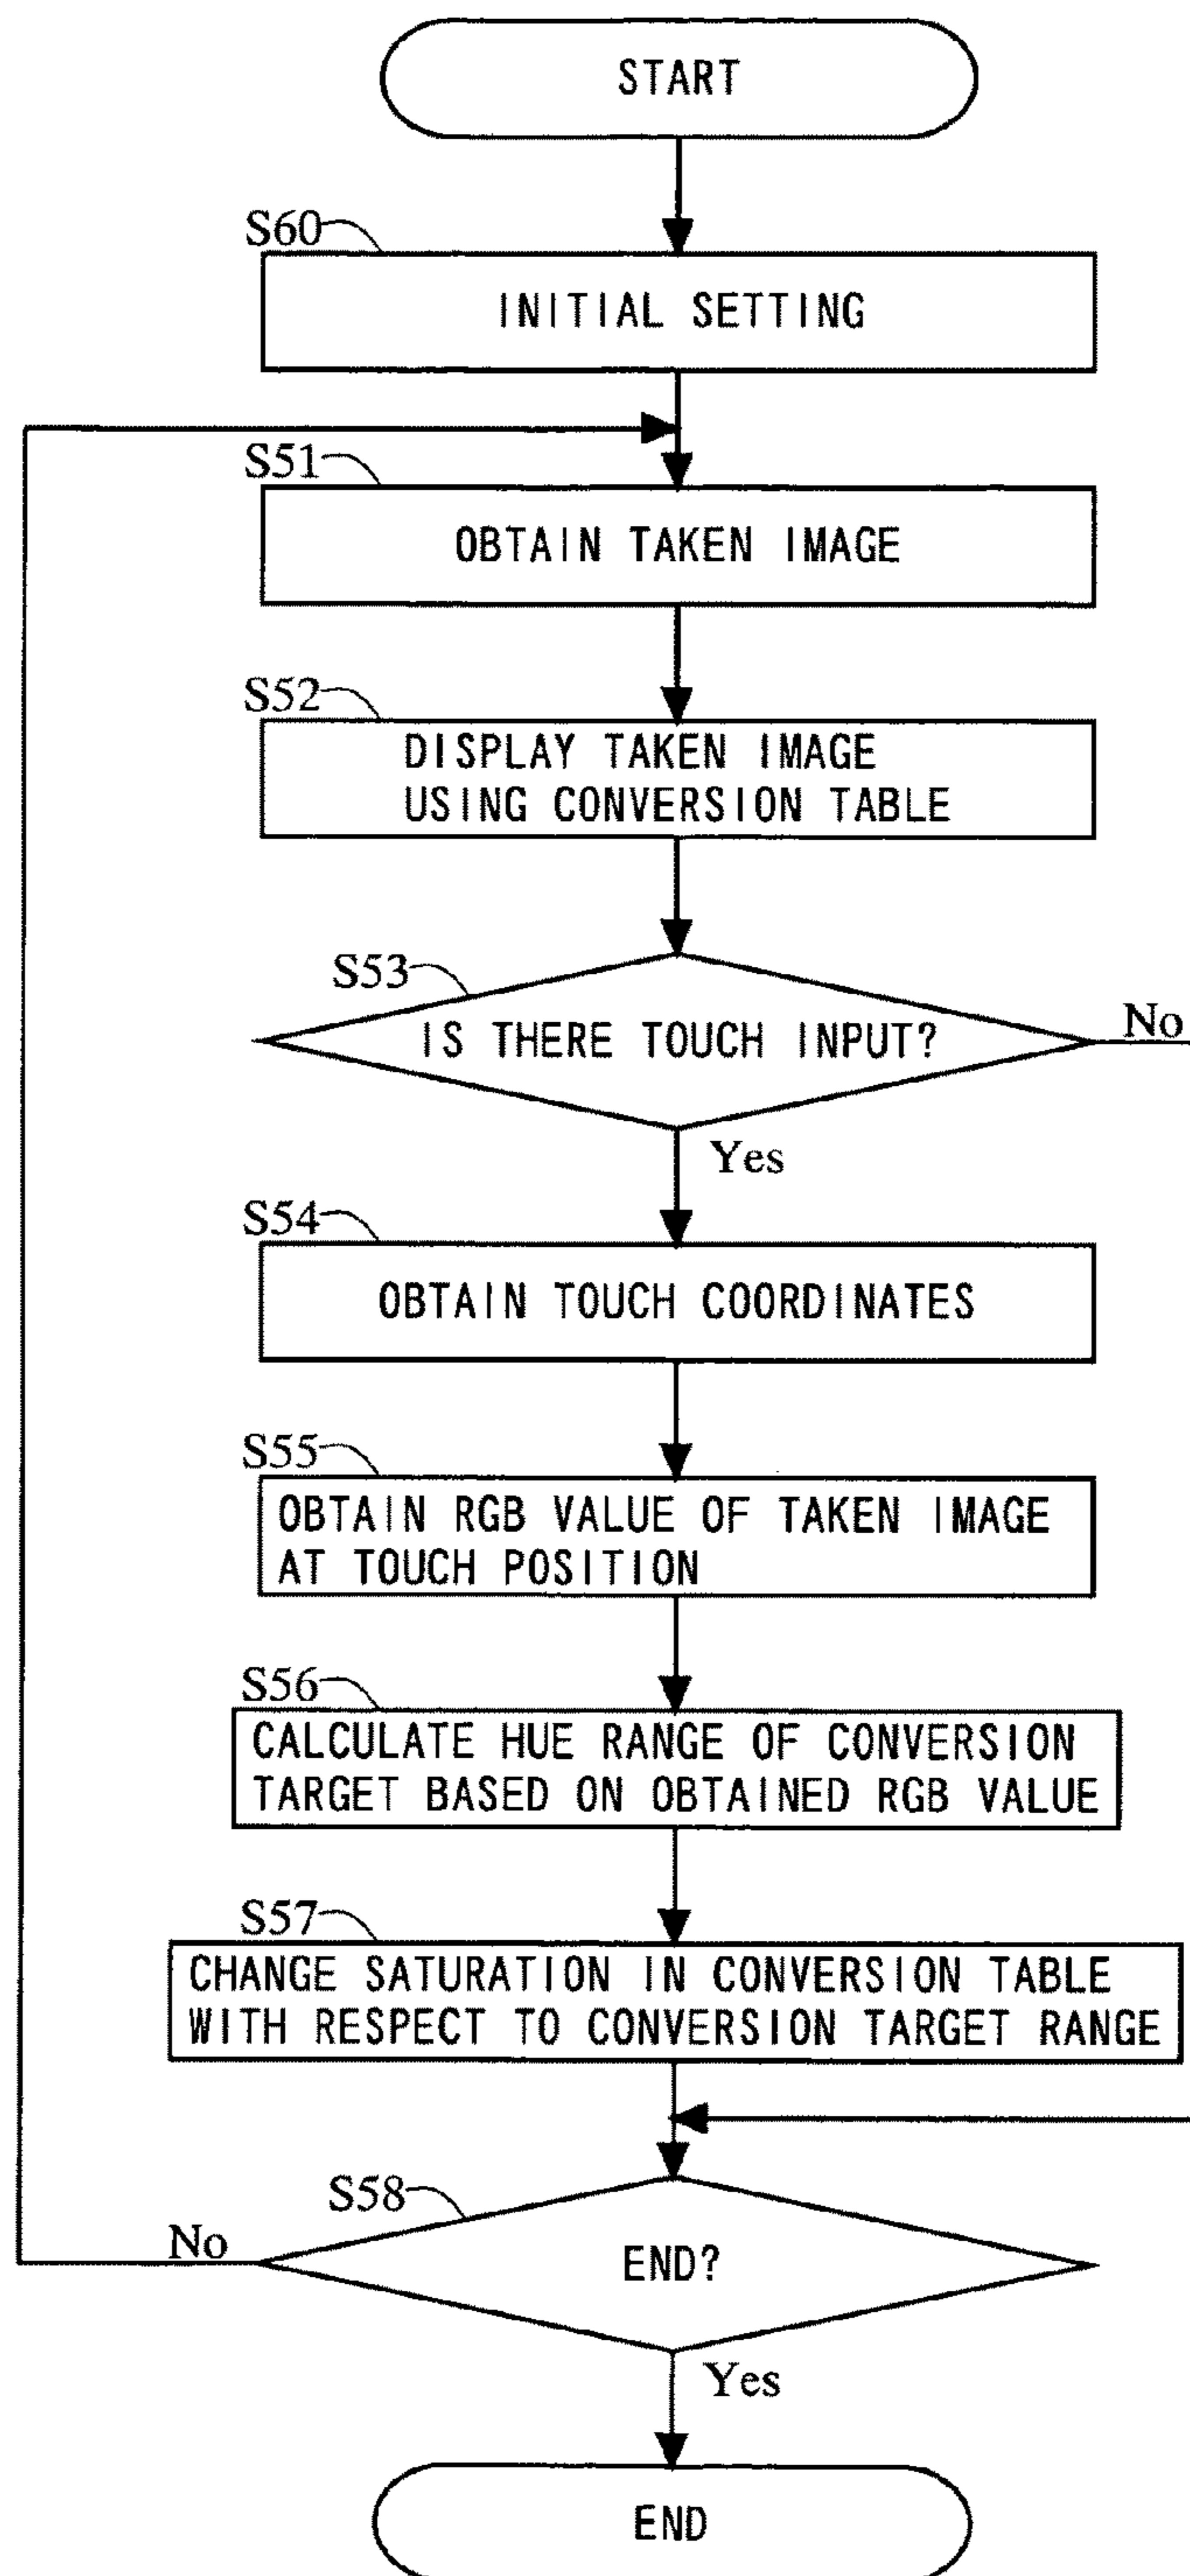 START
S60
INITIAL SETTING
S51
OBTAIN TAKEN IMAGE
S52
DISPLAY TAKEN IMAGE
USING CONVERSION TABLE
S53
IS THERE TOUCH INPUT?
No
Yes
S54
OBTAIN TOUCH COORDINATES
S55
OBTAIN RGB VALUE OF TAKEN IMAGE
AT TOUCH POSITION
S56
CALCULATE HUE RANGE OF CONVERSION
TARGET BASED ON OBTAINED RGB VALUE
S57
CHANGE SATURATION IN CONVERSION TABLE
WITH RESPECT TO CONVERSION TARGET RANGE
S58
No
END?
Yes
END